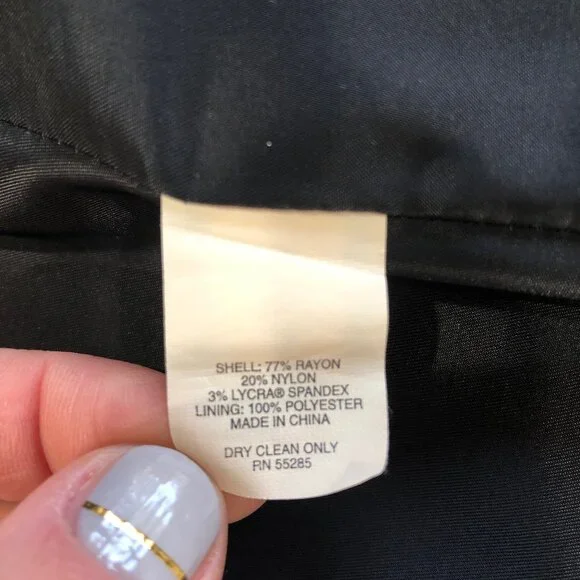 SHELL: 77% RAYON
20% NYLON
3% LYCRA® SPANDEX
LINING: 100% POLYESTER
MADE IN CHINA
DRY CLEAN ONLY
RN 55285